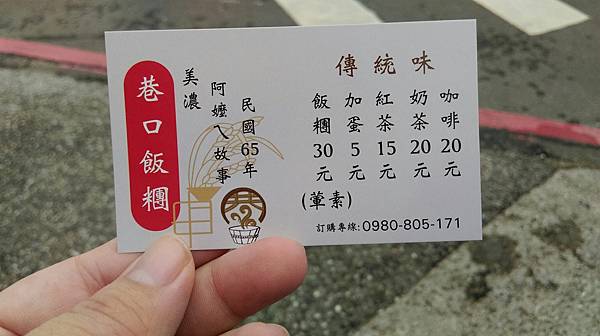 巷口飯糰
美濃
阿嬤ㄟ故事
民國65年
傳統味
飯糰30元
(葷素)
加蛋5元
紅茶15元
奶茶20元
咖啡20元
訂購專線:0980-805-171
巷